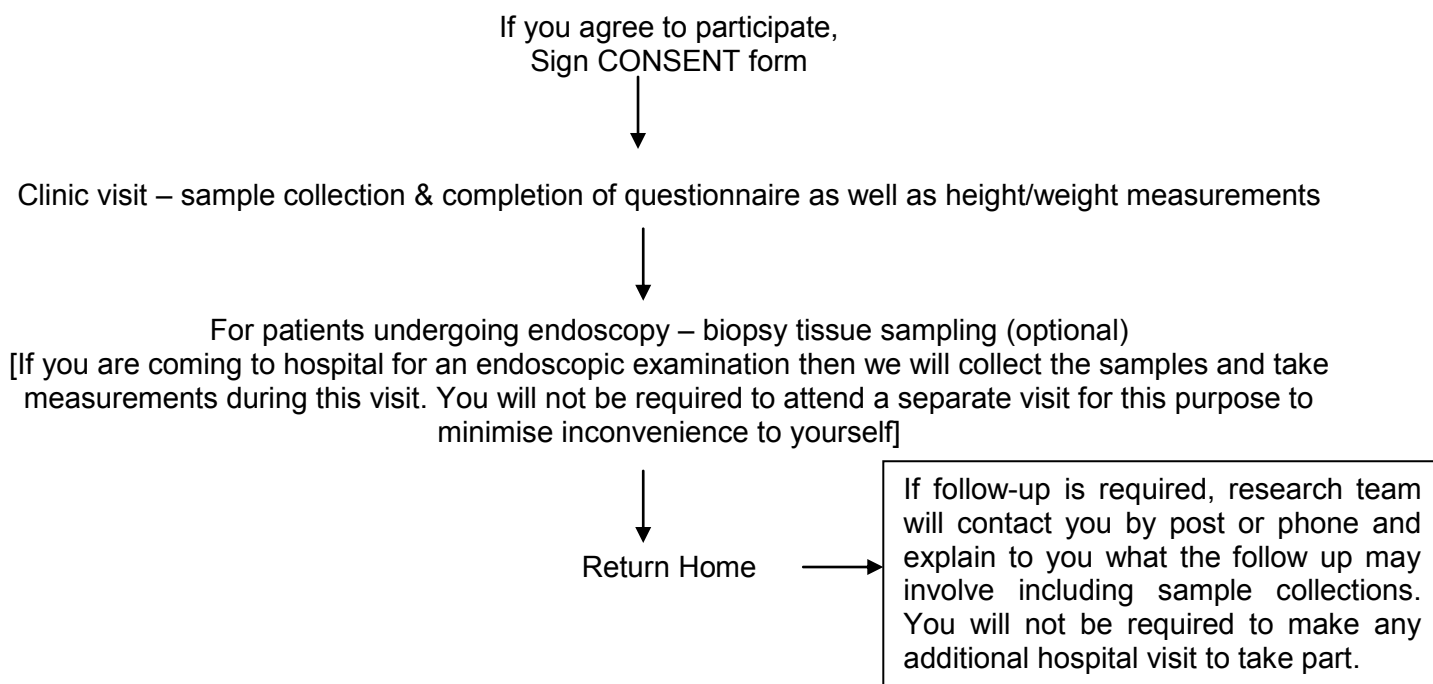 If you agree to participate,
Sign CONSENT form
Clinic visit – sample collection & completion of questionnaire as well as height/weight measurements
For patients undergoing endoscopy – biopsy tissue sampling (optional)
[If you are coming to hospital for an endoscopic examination then we will collect the samples and take
measurements during this visit. You will not be required to attend a separate visit for this purpose to
minimise inconvenience to yourself]
Return Home
If follow-up is required, research team
will contact you by post or phone and
explain to you what the follow up may
involve including sample collections.
You will not be required to make any
additional hospital visit to take part.